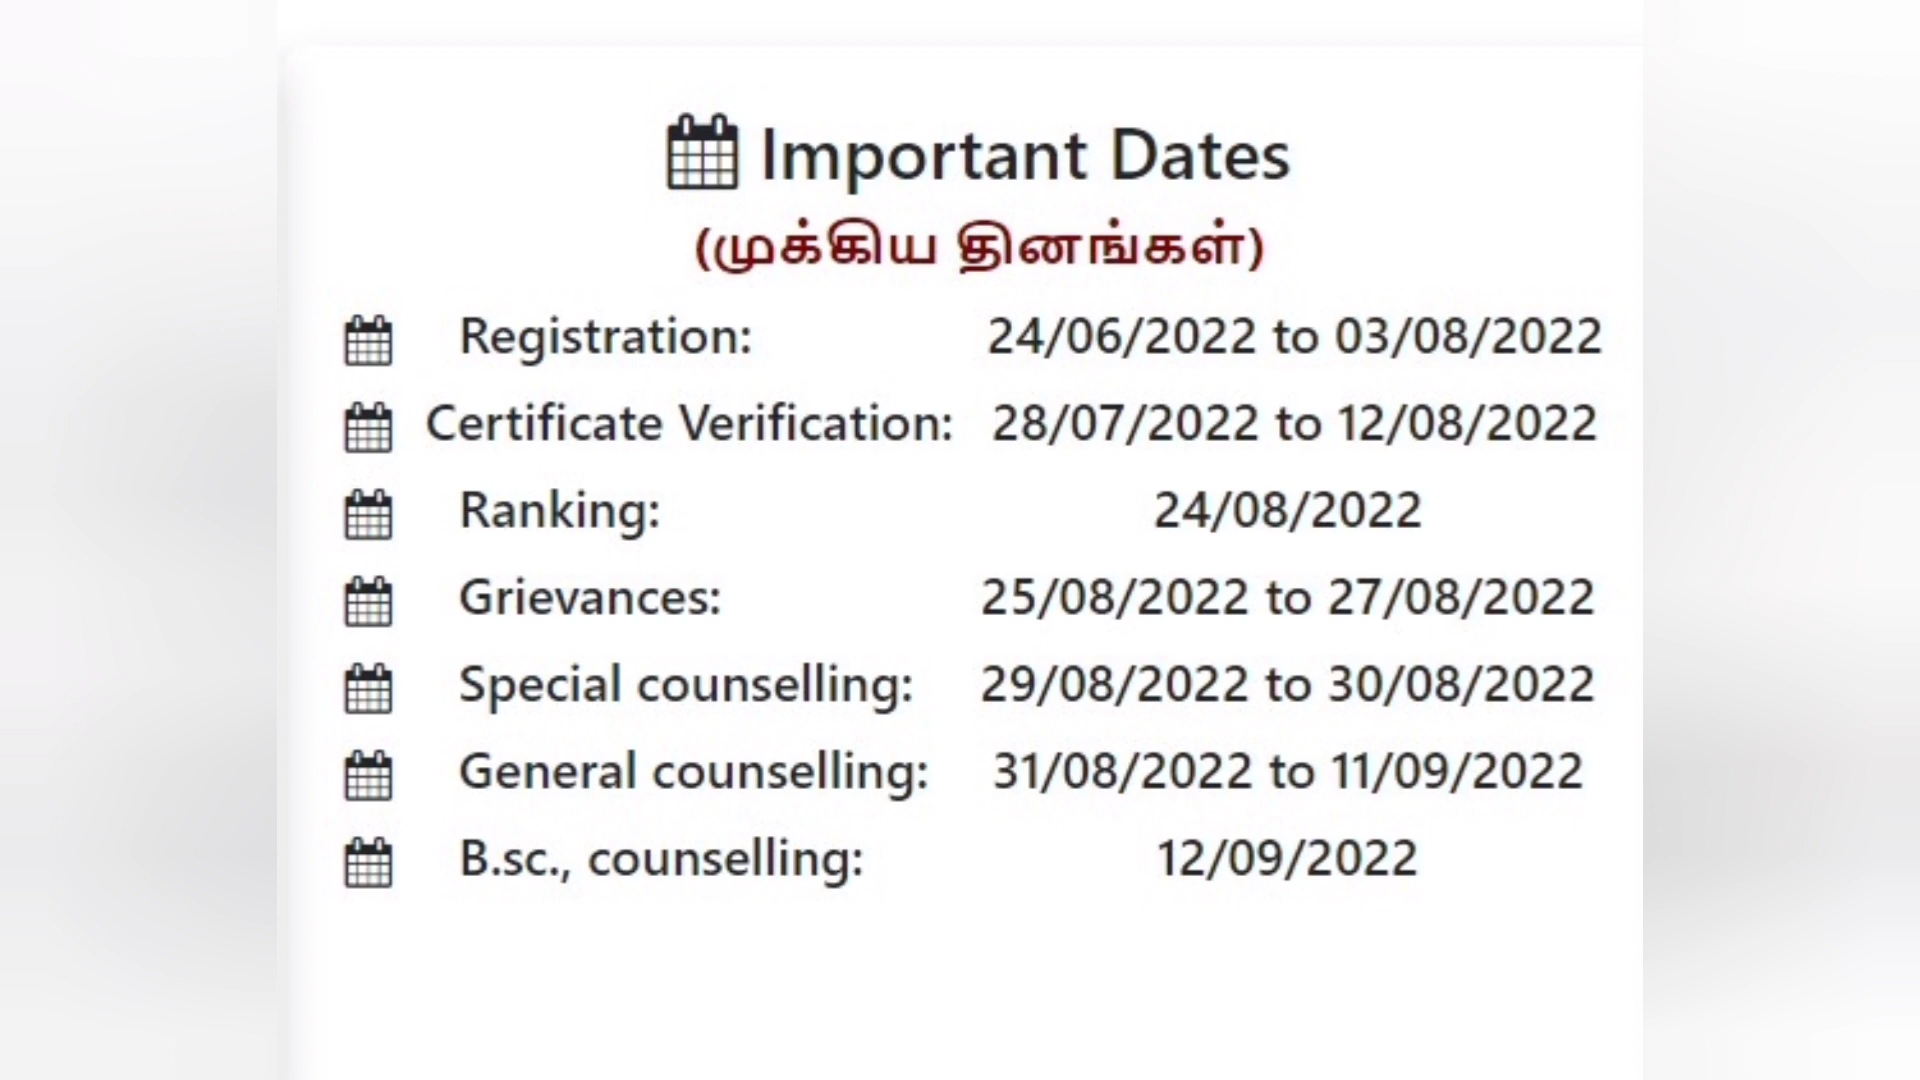 Important Dates
(முக்கிய தினங்கள்)
Registration: 24/06/2022 to 03/08/2022
Certificate Verification: 28/07/2022 to 12/08/2022
Ranking: 24/08/2022
Grievances: 25/08/2022 to 27/08/2022
Special counselling: 29/08/2022 to 30/08/2022
General counselling: 31/08/2022 to 11/09/2022
B.sc., counselling: 12/09/2022